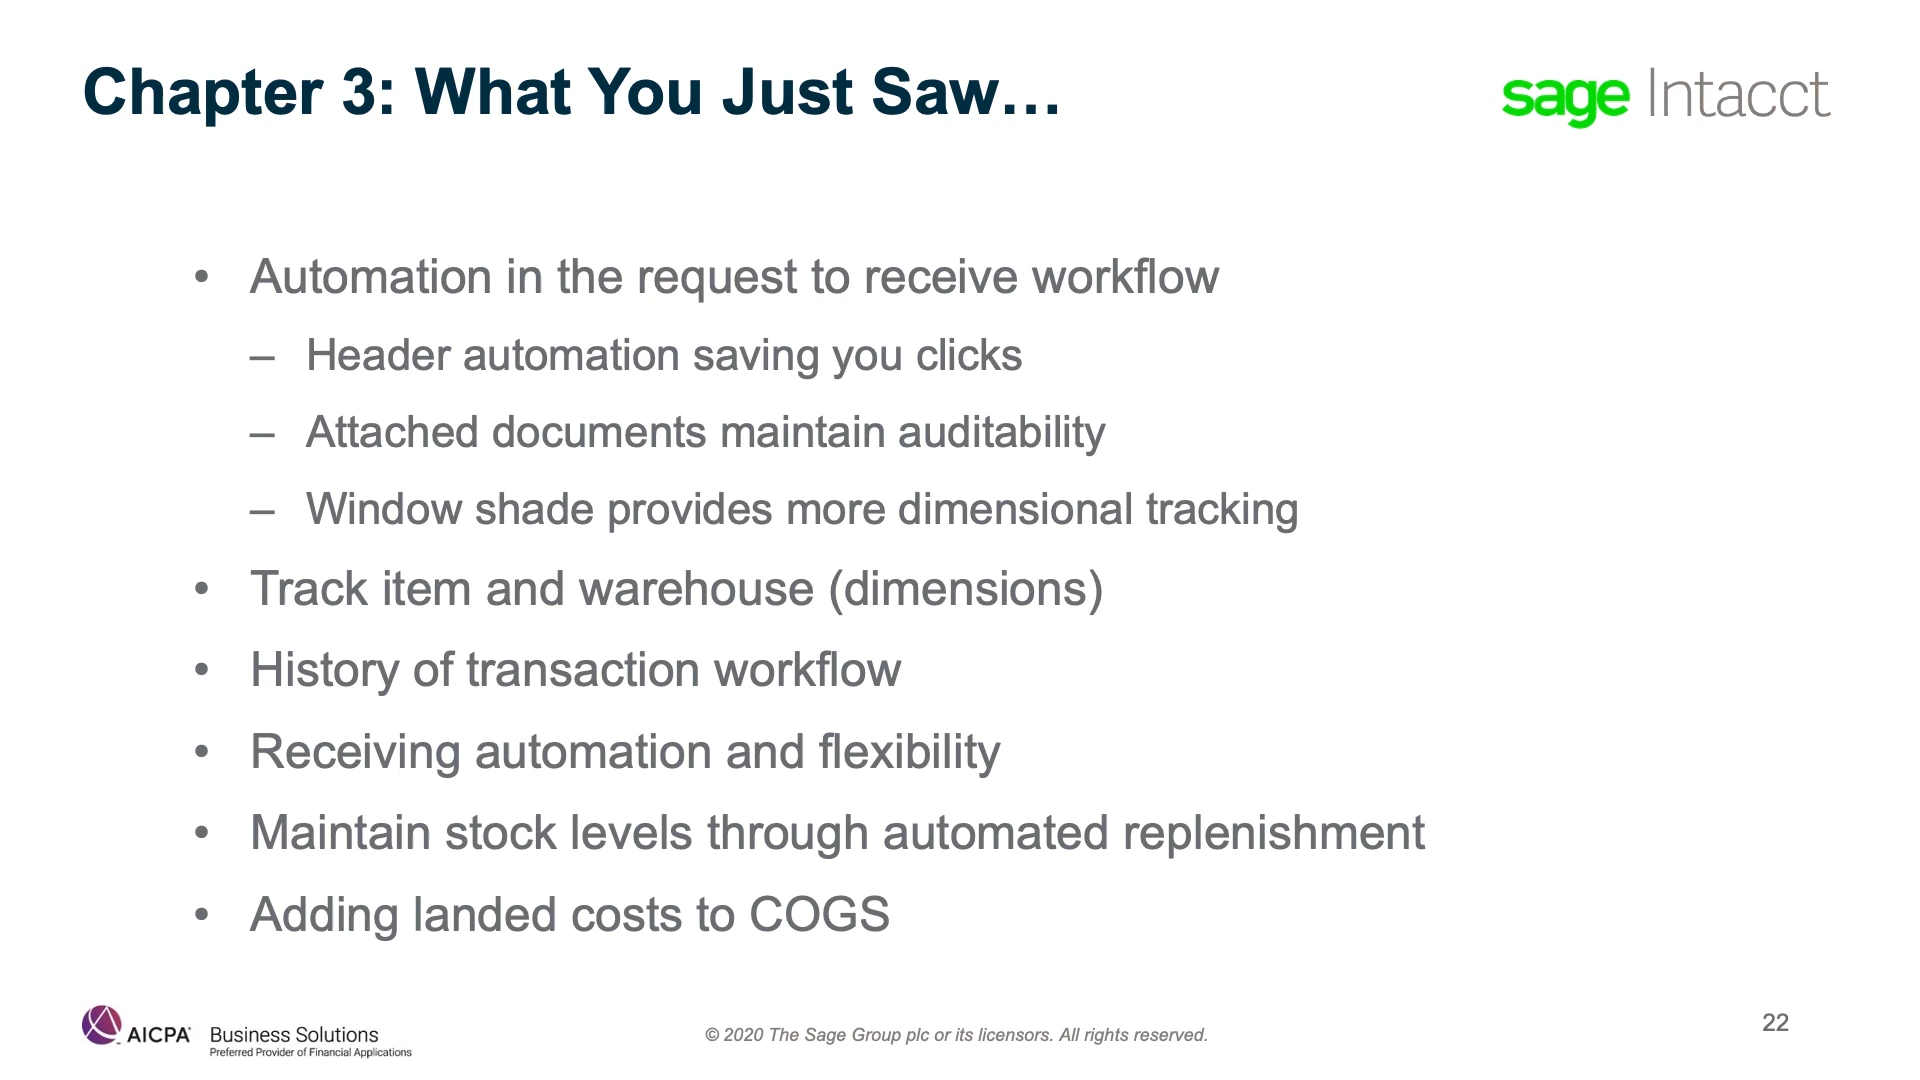 Chapter 3: What You Just Saw…
sage Intacct
• Automation in the request to receive workflow
– Header automation saving you clicks
– Attached documents maintain auditability
– Window shade provides more dimensional tracking
• Track item and warehouse (dimensions)
• History of transaction workflow
• Receiving automation and flexibility
• Maintain stock levels through automated replenishment
• Adding landed costs to COGS
AICPA Business Solutions
Preferred Provider of Financial Applications
© 2020 The Sage Group plc or its licensors. All rights reserved.
22